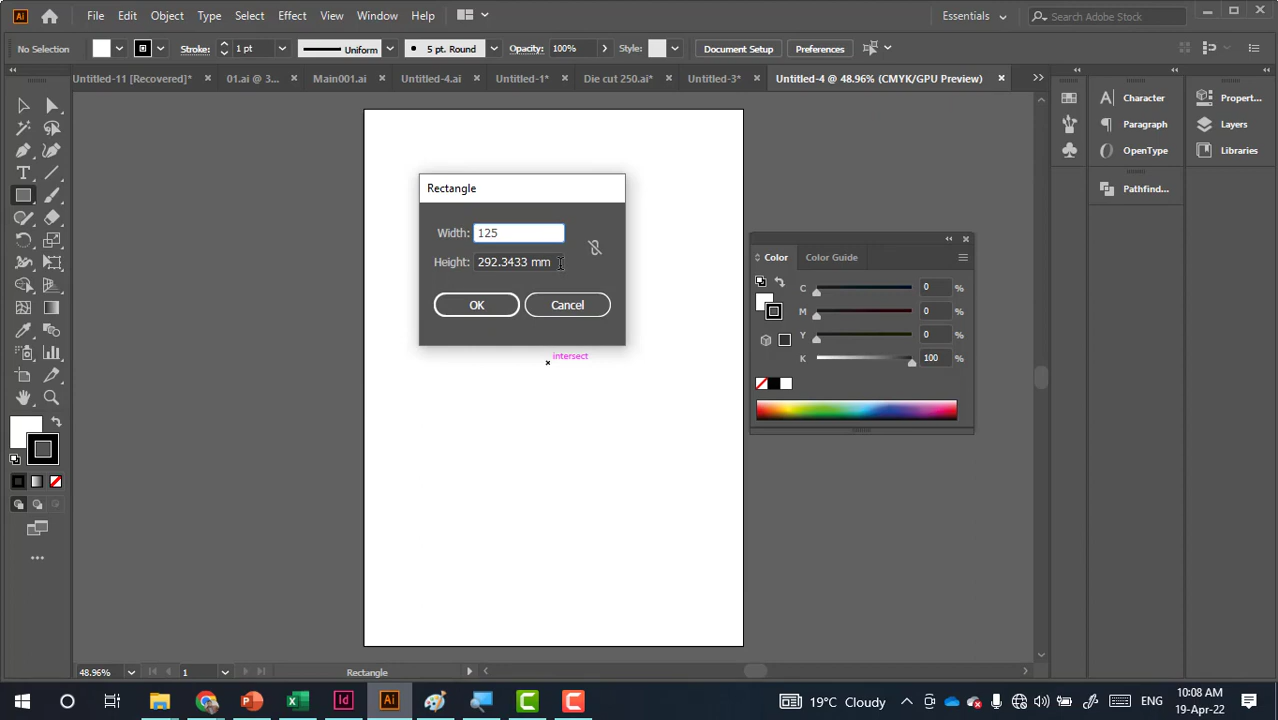 Ai File Edit Object Type Select Effect View Window Help Essentials Search Adobe Stock
No Selection Stroke: 1 pt Uniform 5 pt. Round Opacity: 100% Style: Document Setup Preferences
Untitled-11 [Recovered]* × 01.ai @ 3... × Main001.ai × Untitled-4.ai × Untitled-1* × Die cut 250.ai* × Untitled-3* × Untitled-4 @ 48.96% (CMYK/GPU Preview) ×
Character
Paragraph
OpenType
Pathfind...
Propert...
Layers
Libraries
Rectangle
Width: 125
Height: 292.3433 mm
OK Cancel
intersect
Color Color Guide
C 0 %
M 0 %
Y 0 %
K 100 %
48.96% 1 Rectangle
Id Ai 19°C Cloudy ENG
10:08 AM
19-Apr-22